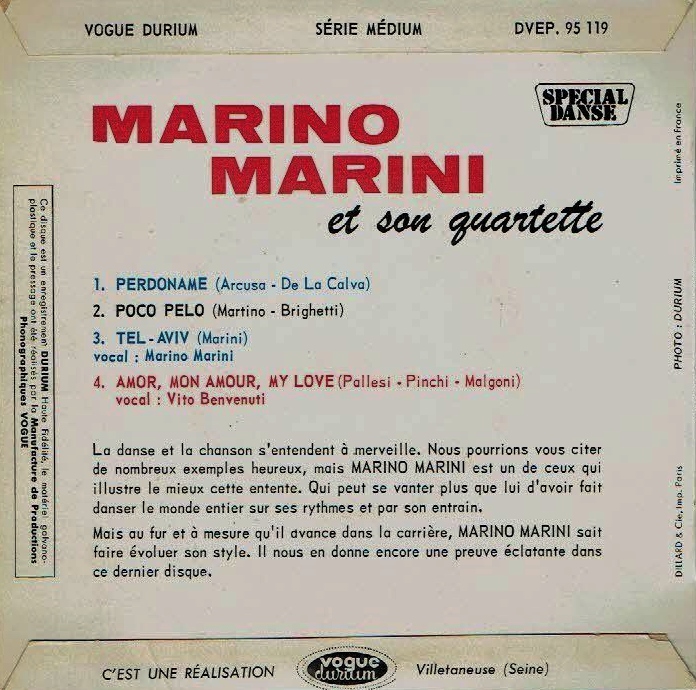 VOGUE DURIUM SÉRIE MÉDIUM DVEP. 95 119
SPECIAL
DANSE
MARINO
MARINI
et son quartette
1. PERDONAME (Arcusa - De La Calva)
2. POCO PELO (Martino - Brighetti)
3. TEL-AVIV (Marini)
vocal : Marino Marini
4. AMOR, MON AMOUR, MY LOVE (Pallesi - Pinchi - Malgoni)
vocal : Vito Benvenuti
La danse et la chanson s'entendent à merveille. Nous pourrions vous citer
de nombreux exemples heureux, mais MARINO MARINI est un de ceux qui
illustre le mieux cette entente. Qui peut se vanter plus que lui d'avoir fait
danser le monde entier sur ses rythmes et par son entrain.
Mais au fur et à mesure qu'il avance dans la carrière, MARINO MARINI sait
faire évoluer son style. Il nous en donne encore une preuve éclatante dans
ce dernier disque.
Ce disque est un enregistrement DURIUM Haute Fidélité, le matériel galvano-
plastique et le pressage ont été réalisés par la Manufacture de Productions
Phonographiques VOGUE
Imprimé en France
PHOTO : DURIUM
DILLARD & Cie, Imp. Paris
C'EST UNE RÉALISATION vogue durium Villetaneuse (Seine)